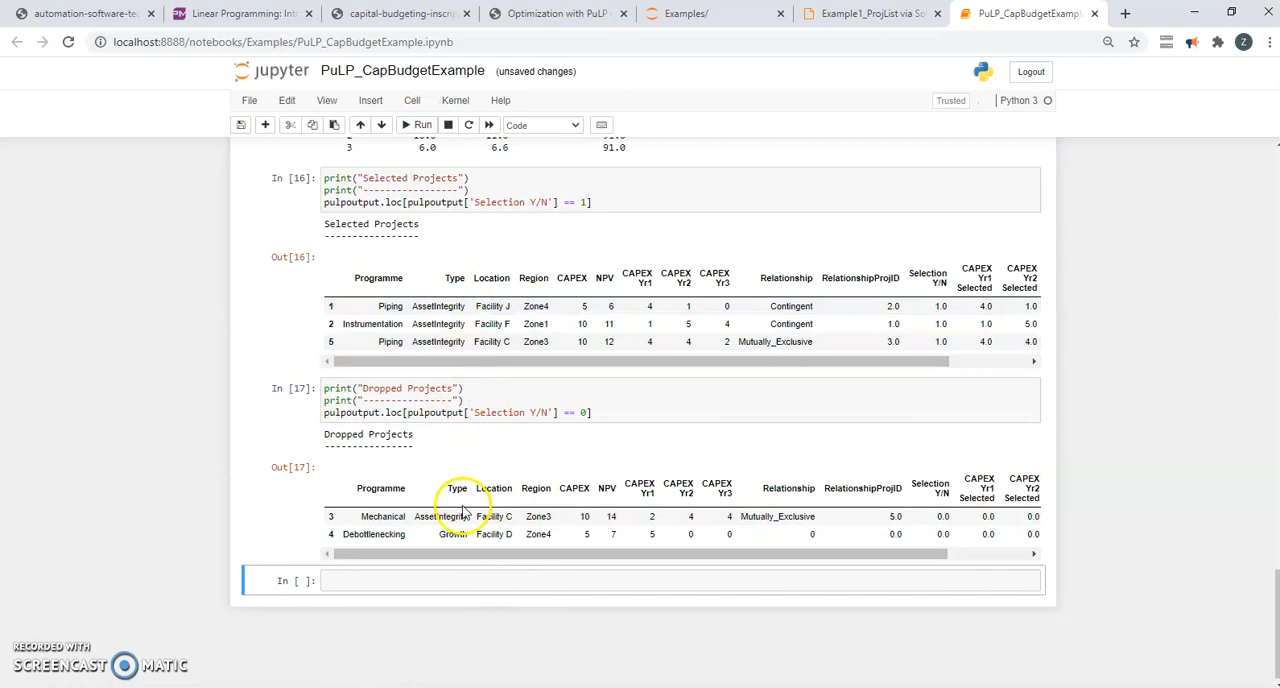 automation-software-te
Linear Programming: Int
capital-budgeting-inscrip
Optimization with PuLP
Examples/
Example1_ProjList via So
PuLP_CapBudgetExample
localhost:8888/notebooks/Examples/PuLP_CapBudgetExample.ipynb
Z
jupyter PuLP_CapBudgetExample (unsaved changes) Logout
File Edit View Insert Cell Kernel Help Trusted Python 3
Run Code
3 6.0 6.6 91.0
In [16]: print("Selected Projects")
print("----------------")
pulpoutput.loc[pulpoutput['Selection Y/N'] == 1]
Selected Projects
----------------
Out[16]:
Programme Type Location Region CAPEX NPV CAPEX Yr1 CAPEX Yr2 CAPEX Yr3 Relationship RelationshipProjID Selection Y/N CAPEX Yr1 Selected CAPEX Yr2 Selected
1 Piping AssetIntegrity Facility J Zone4 5 6 4 1 0 Contingent 2.0 1.0 4.0 1.0
2 Instrumentation AssetIntegrity Facility F Zone1 10 11 1 5 4 Contingent 1.0 1.0 1.0 5.0
5 Piping AssetIntegrity Facility C Zone3 10 12 4 4 2 Mutually_Exclusive 3.0 1.0 4.0 4.0
In [17]: print("Dropped Projects")
print("---------------")
pulpoutput.loc[pulpoutput['Selection Y/N'] == 0]
Dropped Projects
---------------
Out[17]:
Programme Type Location Region CAPEX NPV CAPEX Yr1 CAPEX Yr2 CAPEX Yr3 Relationship RelationshipProjID Selection Y/N CAPEX Yr1 Selected CAPEX Yr2 Selected
3 Mechanical AssetIntegrity Facility C Zone3 10 14 2 4 4 Mutually_Exclusive 5.0 0.0 0.0 0.0
4 Debottlenecking Growth Facility D Zone4 5 7 5 0 0 0 0.0 0.0 0.0 0.0
In [ ]:
RECORDED WITH
SCREENCAST MATIC